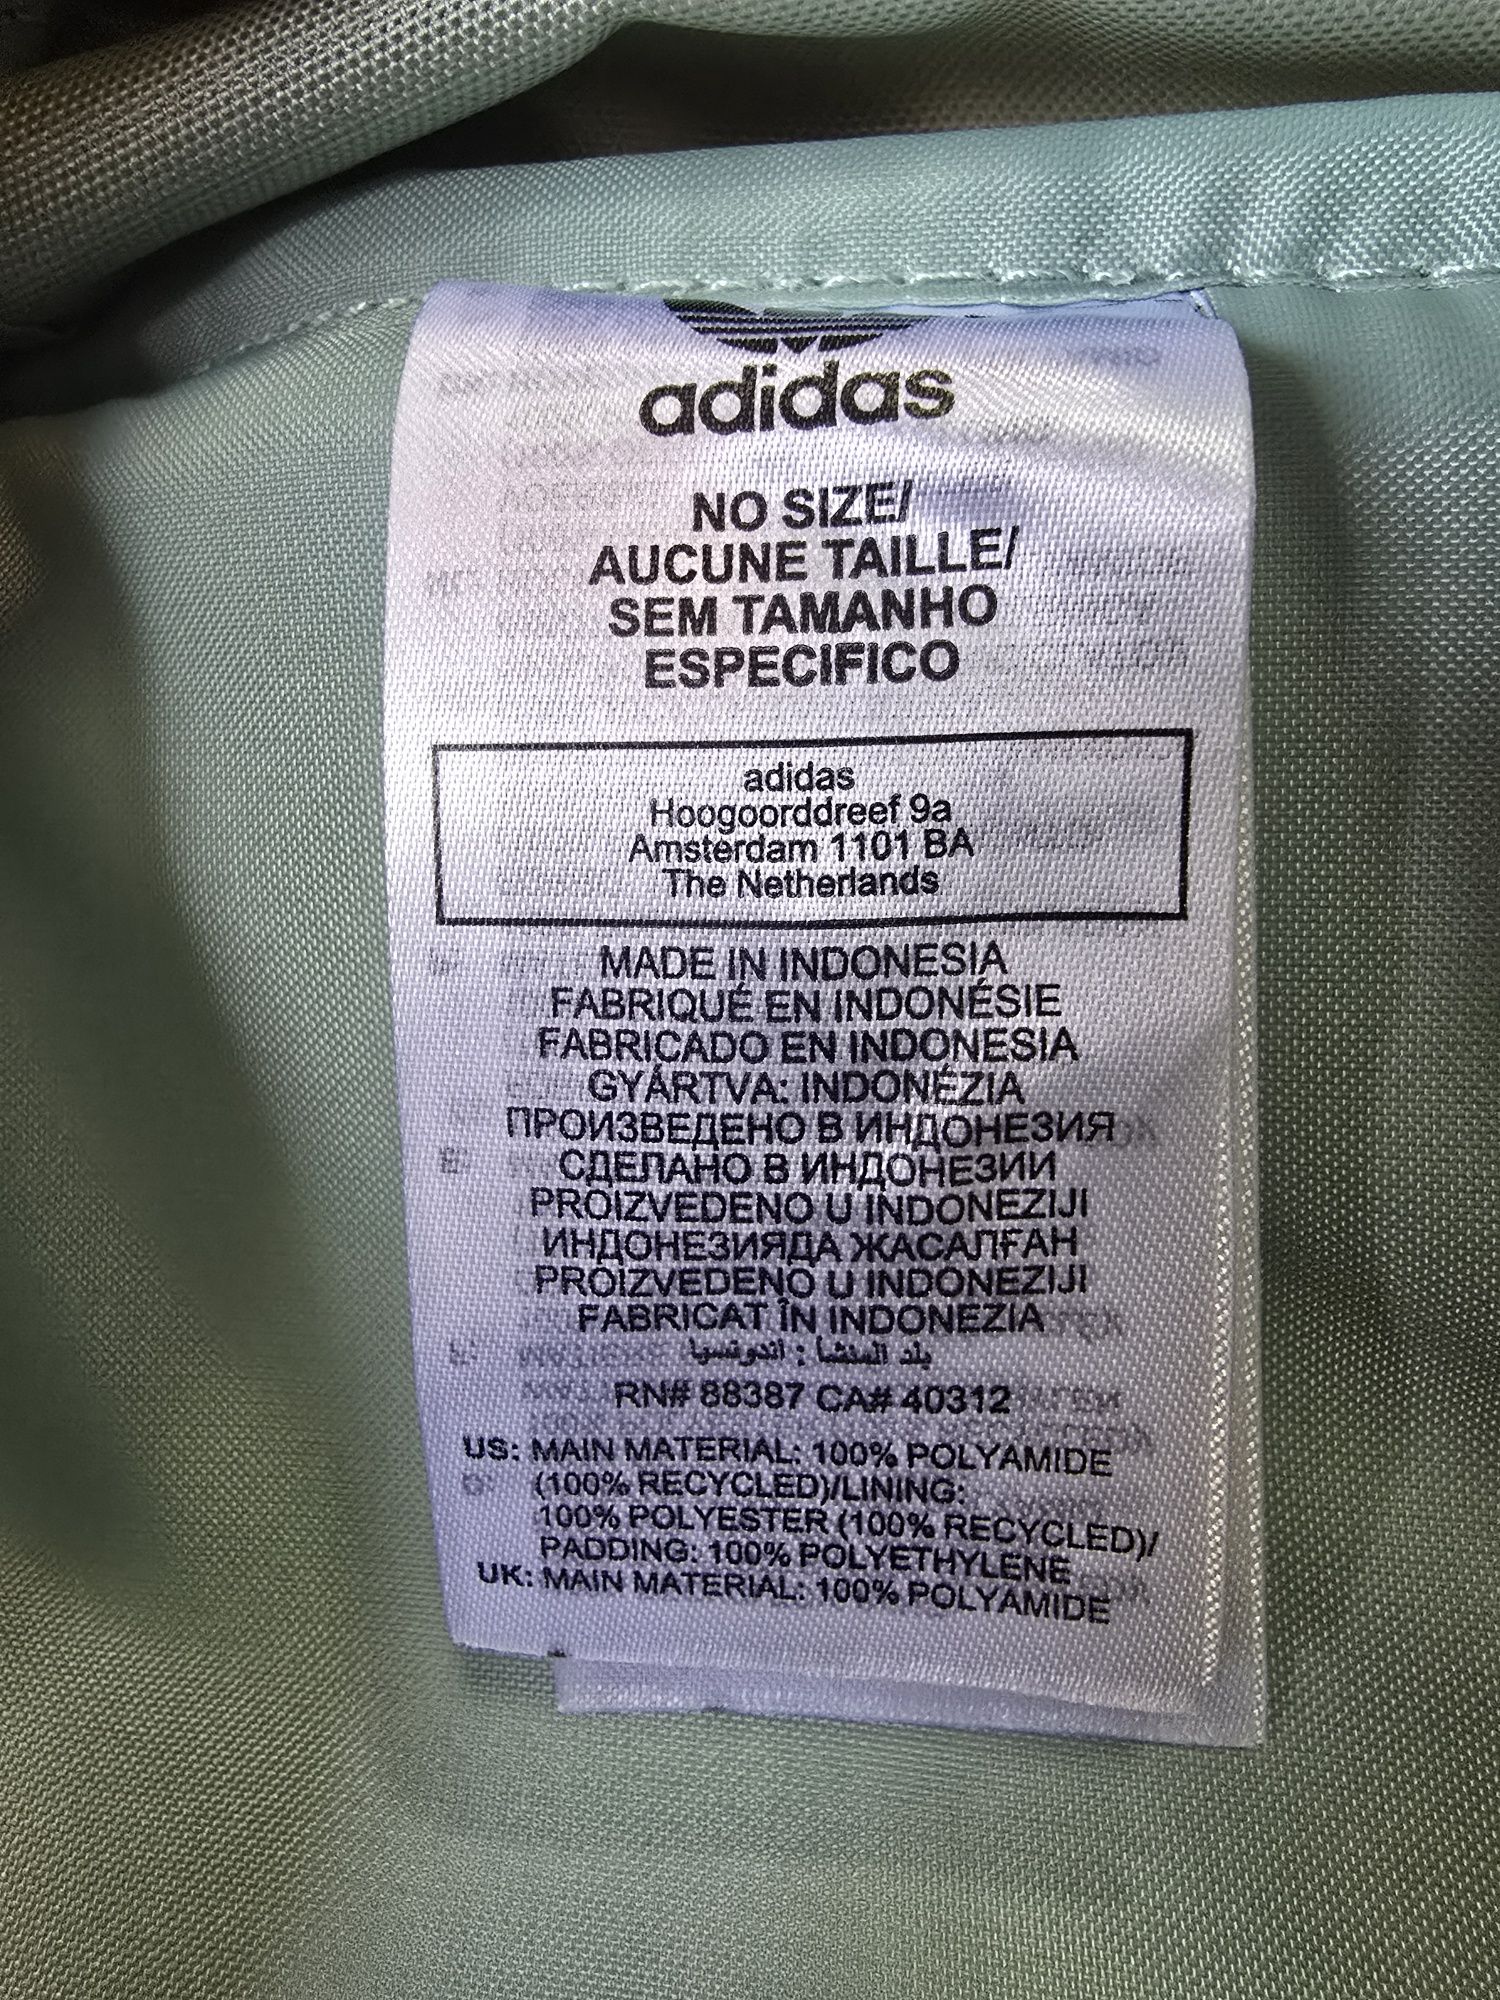 adidas
NO SIZE/
AUCUNE TAILLE/
SEM TAMANHO
ESPECIFICO
adidas
Hoogoorddreef 9a
Amsterdam 1101 BA
The Netherlands
MADE IN INDONESIA
FABRIQUÉ EN INDONÉSIE
FABRICADO EN INDONESIA
GYÁRTVA: INDONÉZIA
ПРОИЗВЕДЕНО В ИНДОНЕЗИЯ
СДЕЛАНО В ИНДОНЕЗИИ
PROIZVEDENO U INDONEZIJI
ИНДОНЕЗИЯДА ЖАСАЛҒАН
PROIZVEDENO U INDONEZIJI
FABRICAT ÎN INDONEZIA
بلد المنشأ : اندونسيا
RN# 88387 CA# 40312
US: MAIN MATERIAL: 100% POLYAMIDE
(100% RECYCLED)/LINING:
100% POLYESTER (100% RECYCLED)/
PADDING: 100% POLYETHYLENE
UK: MAIN MATERIAL: 100% POLYAMIDE